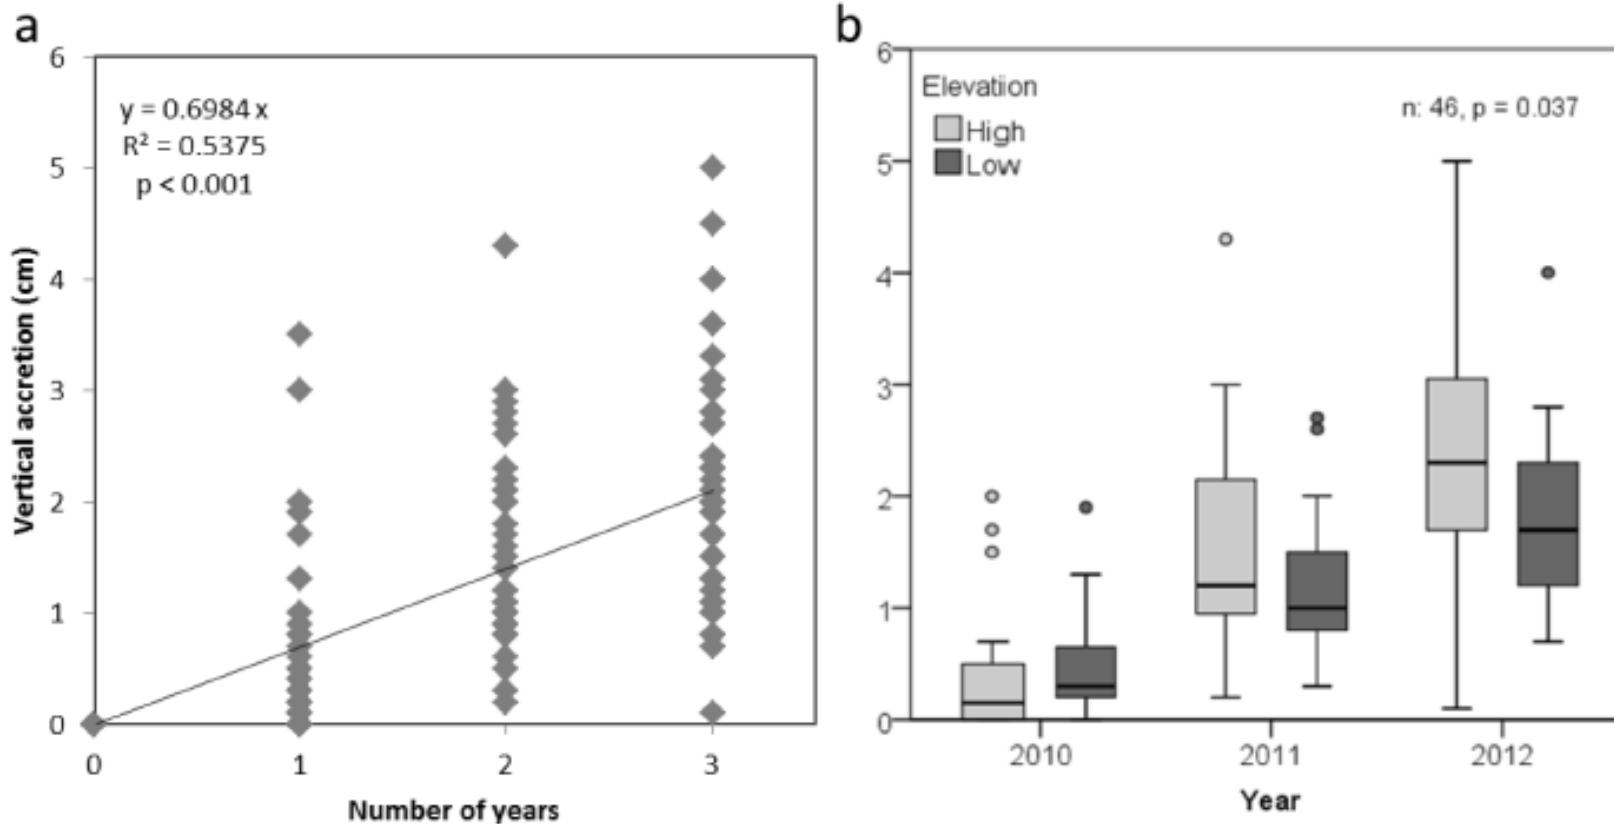 a
6
5
4
3
2
1
0
Vertical accretion (cm)
y = 0.6984 x
R² = 0.5375
p < 0.001
0 1 2 3
Number of years
b
6
5
4
3
2
1
0
Elevation
High
Low
n: 46, p = 0.037
2010 2011 2012
Year